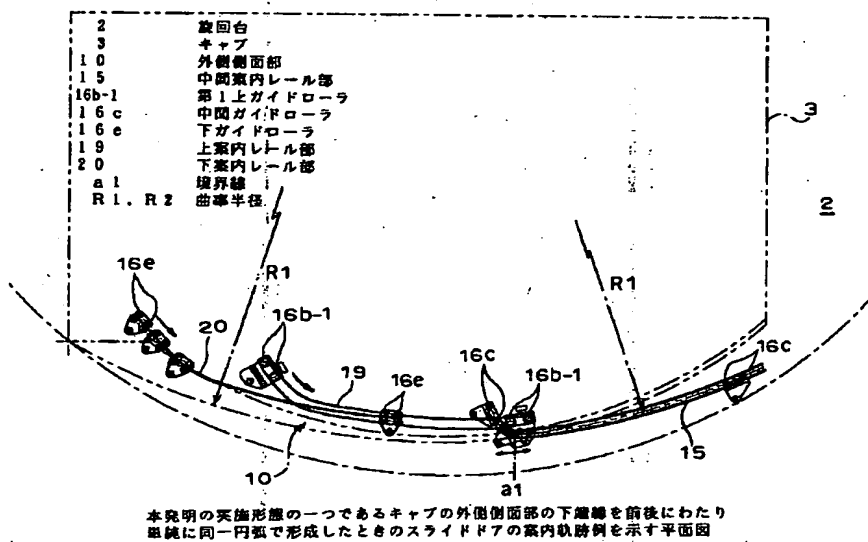 2 旋回台
3 キャブ
10 外側側面部
15 中間案内レール部
16b-1 第1上ガイドローラ
16c 中間ガイドローラ
16e 下ガイドローラ
19 上案内レール部
20 下案内レール部
a1 境界線
R1, R2 曲率半径
3
2
16e
R1
R1
16b-1
20
19
16e
16c
16b-1
16c
10
15
a1
本発明の実施形態の一つであるキャブの外側側面部の下端線を前後にわたり
単純に同一円弧で形成したときのスライドドアの案内軌跡例を示す平面図